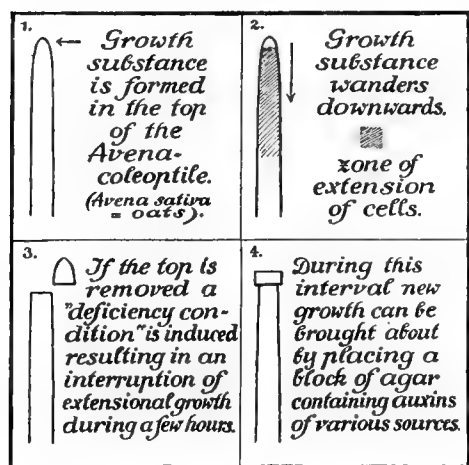 1.
Growth
substance
is formed
in the top
of the
Avena-
coleoptile.
(Avena sativa
= oats).
2.
Growth
substance
wanders
downwards.
zone of
extension
of cells.
3.
If the top is
removed a
"deficiency con-
dition" is induced
resulting in an
interruption of
extensional growth
during a few hours.
4.
During this
interval new
growth can be
brought about
by placing a
block of agar
containing auxins
of various sources.